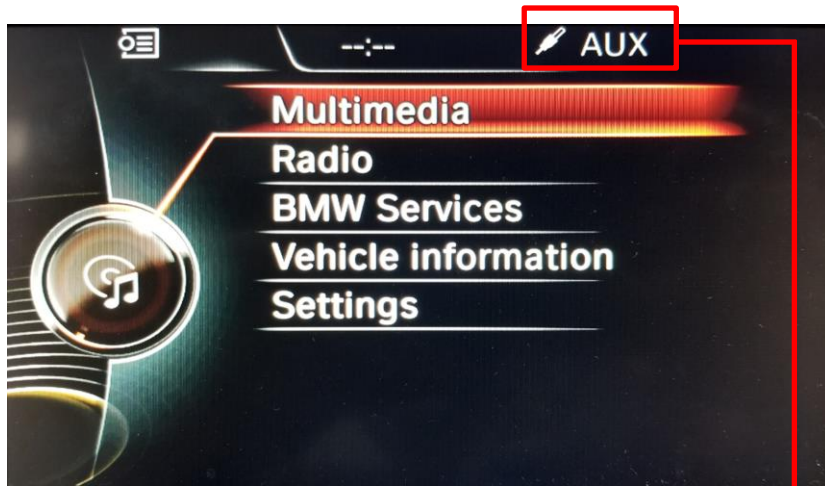 --:-- AUX
Multimedia
Radio
BMW Services
Vehicle information
Settings